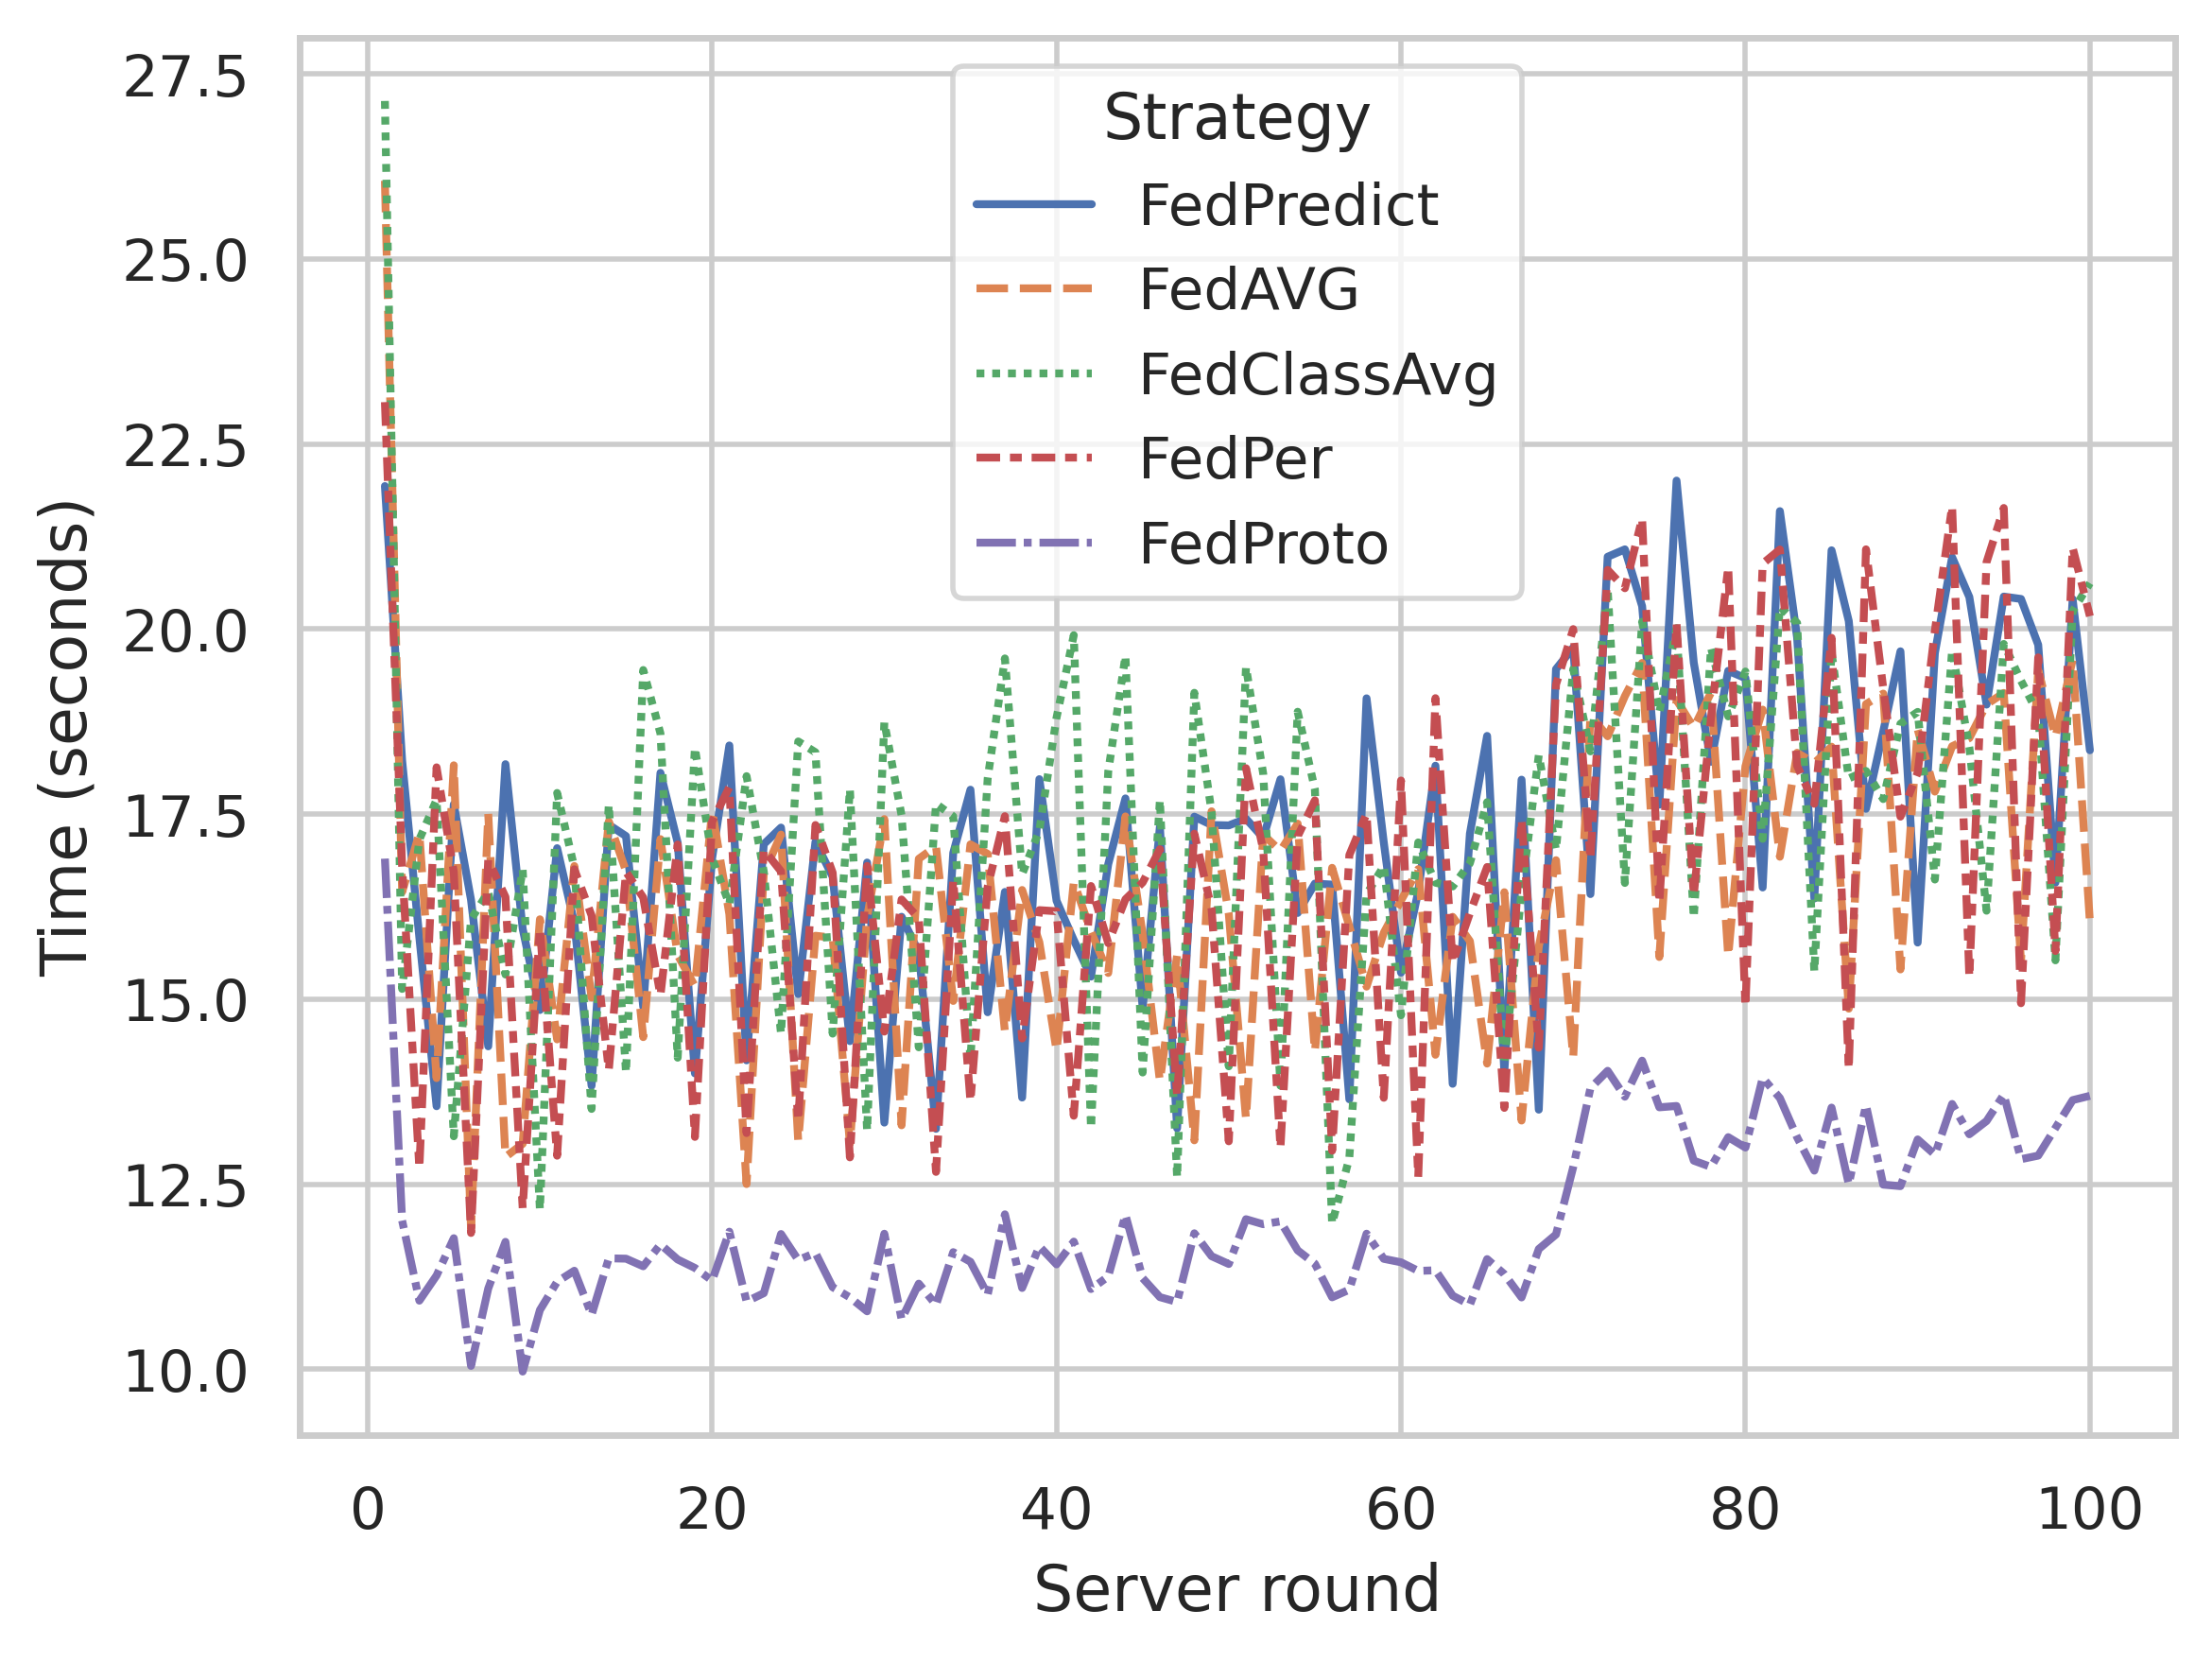 27.5
25.0
22.5
20.0
17.5
15.0
12.5
10.0
Time (seconds)
Strategy
FedPredict
FedAVG
FedClassAvg
FedPer
FedProto
0 20 40 60 80 100
Server round